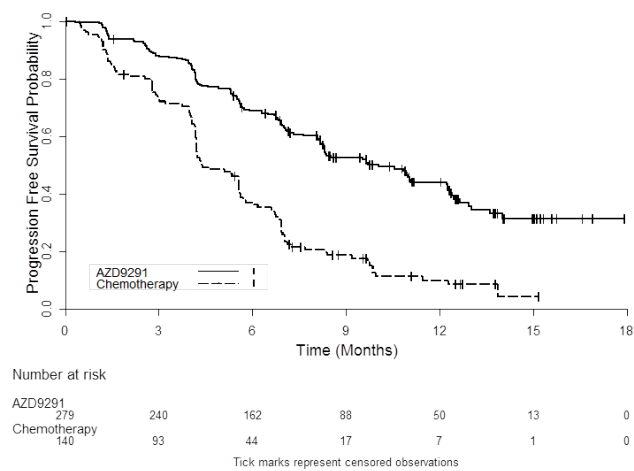 Progression Free Survival Probability
1.0
0.8
0.6
0.4
0.2
0.0
AZD9291
Chemotherapy
0 3 6 9 12 15 18
Time (Months)
Number at risk
AZD9291
279 240 162 88 50 13 0
Chemotherapy
140 93 44 17 7 1 0
Tick marks represent censored observations